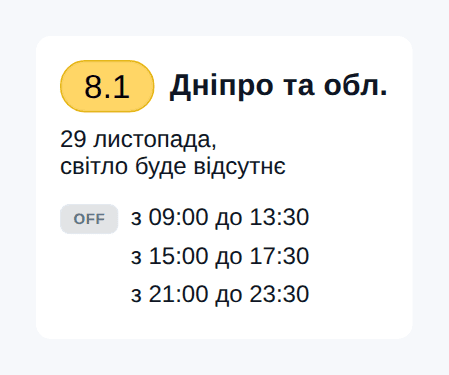 8.1 Дніпро та обл.
29 листопада,
світло буде відсутнє
OFF з 09:00 до 13:30
з 15:00 до 17:30
з 21:00 до 23:30